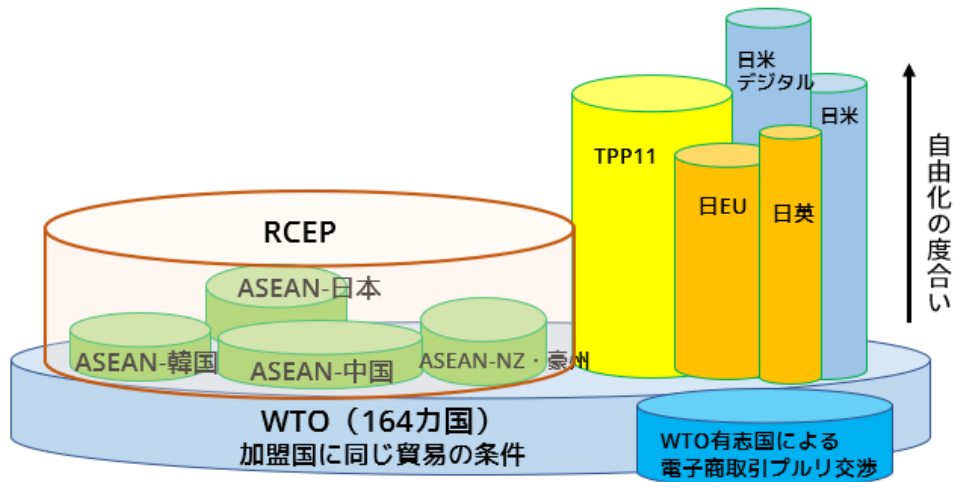 日米
デジタル
日米
TPP11
日EU
日英
自由化の度合い
RCEP
ASEAN-日本
ASEAN-韓国
ASEAN-中国
ASEAN-NZ・豪州
WTO（164カ国）
加盟国に同じ貿易の条件
WTO有志国による
電子商取引プルリ交渉